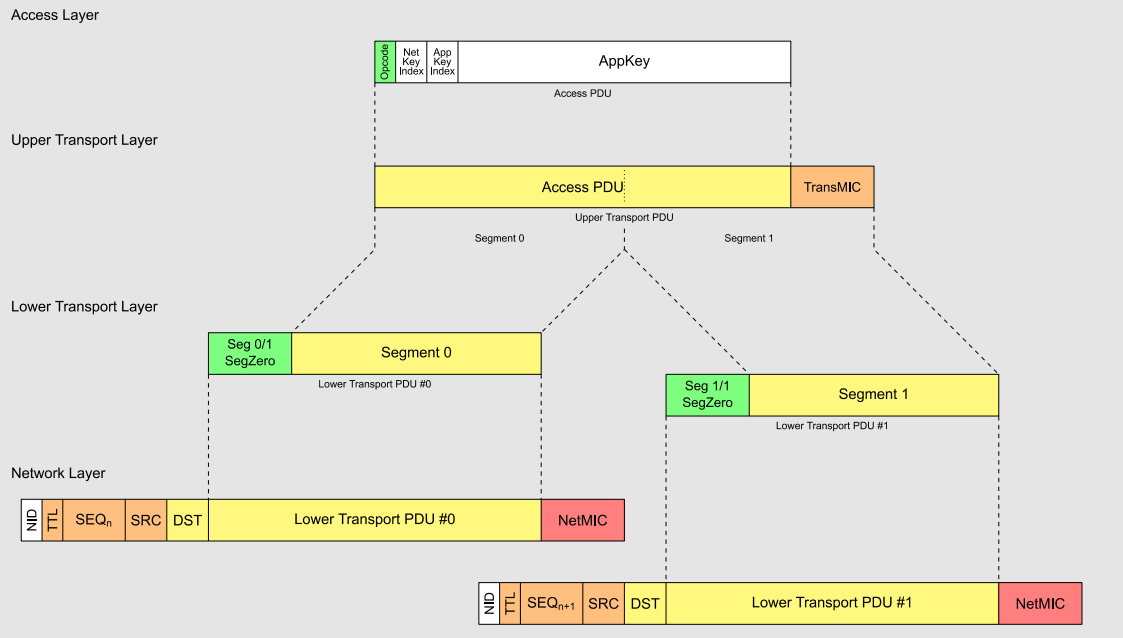 Access Layer
Opcode
Net
Key
Index
App
Key
Index
AppKey
Access PDU
Upper Transport Layer
Access PDU
TransMIC
Upper Transport PDU
Segment 0
Segment 1
Lower Transport Layer
Seg 0/1
SegZero
Segment 0
Lower Transport PDU #0
Seg 1/1
SegZero
Segment 1
Lower Transport PDU #1
Network Layer
NID
TTL
SEQn
SRC
DST
Lower Transport PDU #0
NetMIC
NID
TTL
SEQn+1
SRC
DST
Lower Transport PDU #1
NetMIC